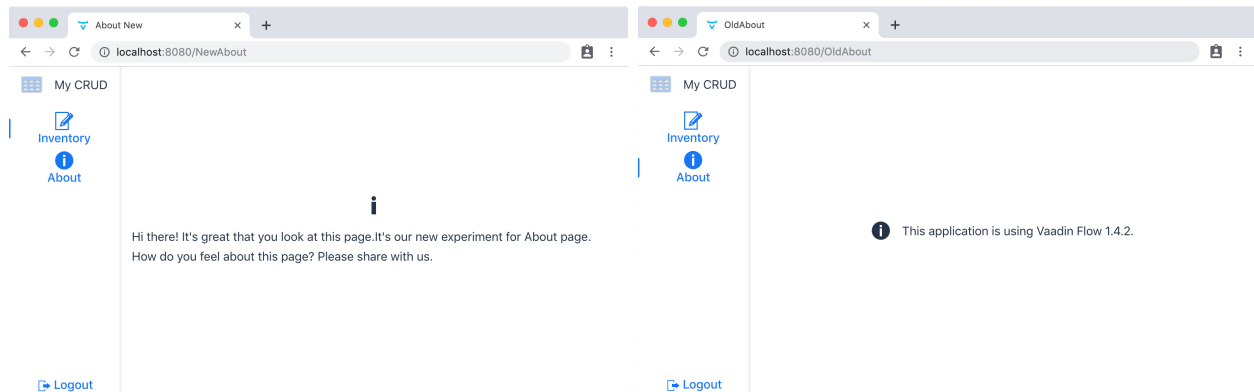 About New
localhost:8080/NewAbout
My CRUD
Inventory
About
Hi there! It's great that you look at this page.It's our new experiment for About page.
How do you feel about this page? Please share with us.
Logout
OldAbout
localhost:8080/OldAbout
My CRUD
Inventory
About
This application is using Vaadin Flow 1.4.2.
Logout